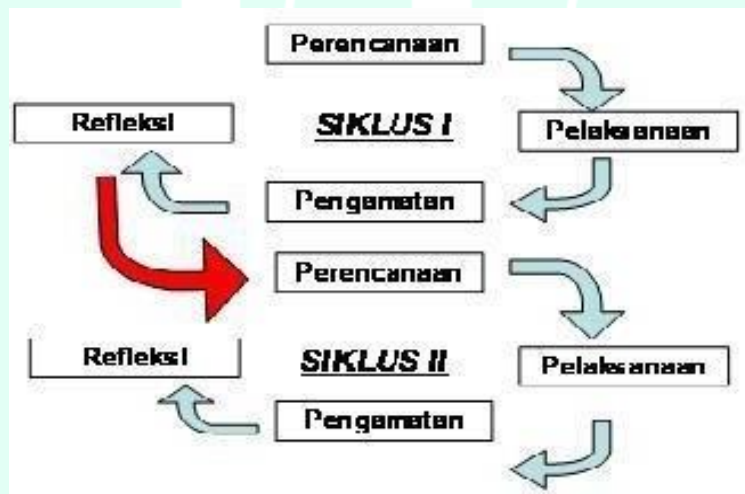 Perencanaan
Refleksi
SIKLUS I
Pelaksanaan
Pengamatan
Perencanaan
Refleksi
SIKLUS II
Pelaksanaan
Pengamatan